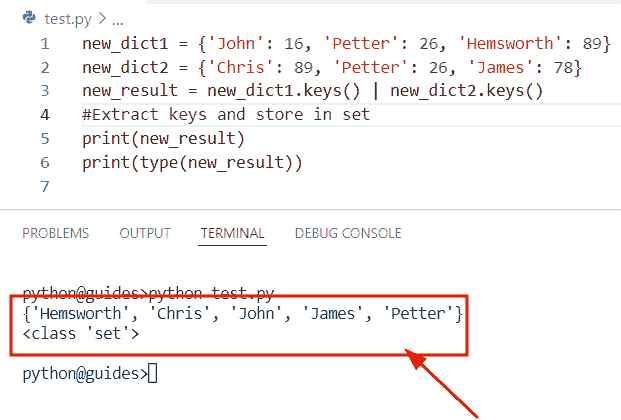 test.py > ...
1 new_dict1 = {'John': 16, 'Petter': 26, 'Hemsworth': 89}
2 new_dict2 = {'Chris': 89, 'Petter': 26, 'James': 78}
3 new_result = new_dict1.keys() | new_dict2.keys()
4 #Extract keys and store in set
5 print(new_result)
6 print(type(new_result))
7
PROBLEMS OUTPUT TERMINAL DEBUG CONSOLE
python@guides>python test.py
{'Hemsworth', 'Chris', 'John', 'James', 'Petter'}
<class 'set'>
python@guides>